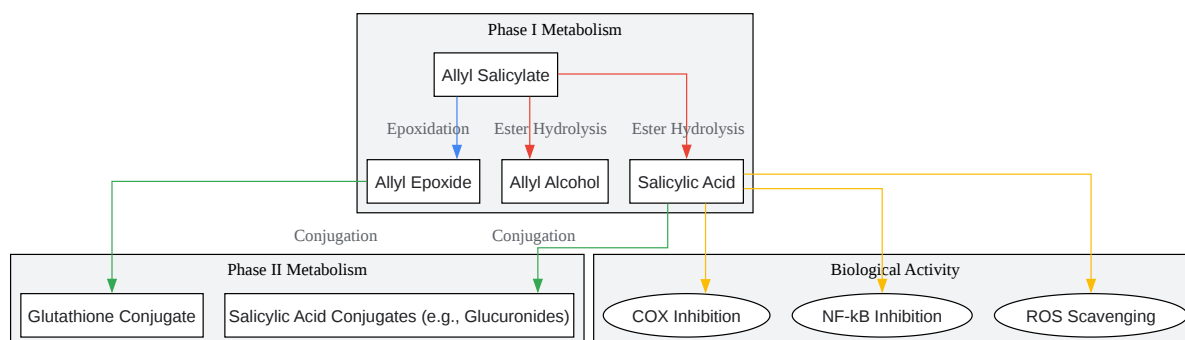 Phase I Metabolism
Allyl Salicylate
Epoxidation
Ester Hydrolysis
Ester Hydrolysis
Allyl Epoxide
Allyl Alcohol
Salicylic Acid
Conjugation
Conjugation
Phase II Metabolism
Biological Activity
Glutathione Conjugate
Salicylic Acid Conjugates (e.g., Glucuronides)
COX Inhibition
NF-kB Inhibition
ROS Scavenging